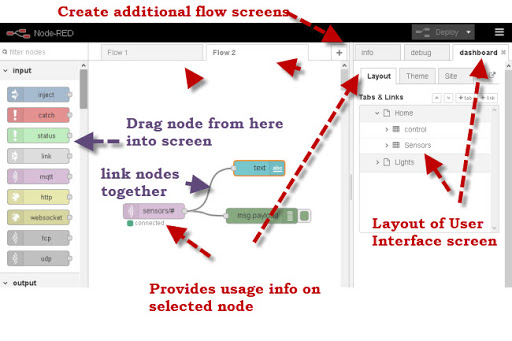 Create additional flow screens
Node-RED
Deploy
filter nodes
Flow 1
Flow 2
+
info
debug
dashboard
input
Layout
Theme
Site
inject
Tabs & Links
+ tab
catch
Home
status
Drag node from here
into screen
control
link
Sensors
mqtt
link nodes
together
text
abc
Lights
http
sensors/#
msg.payload
websocket
connected
Layout of User
Interface screen
tcp
udp
output
Provides usage info on
selected node